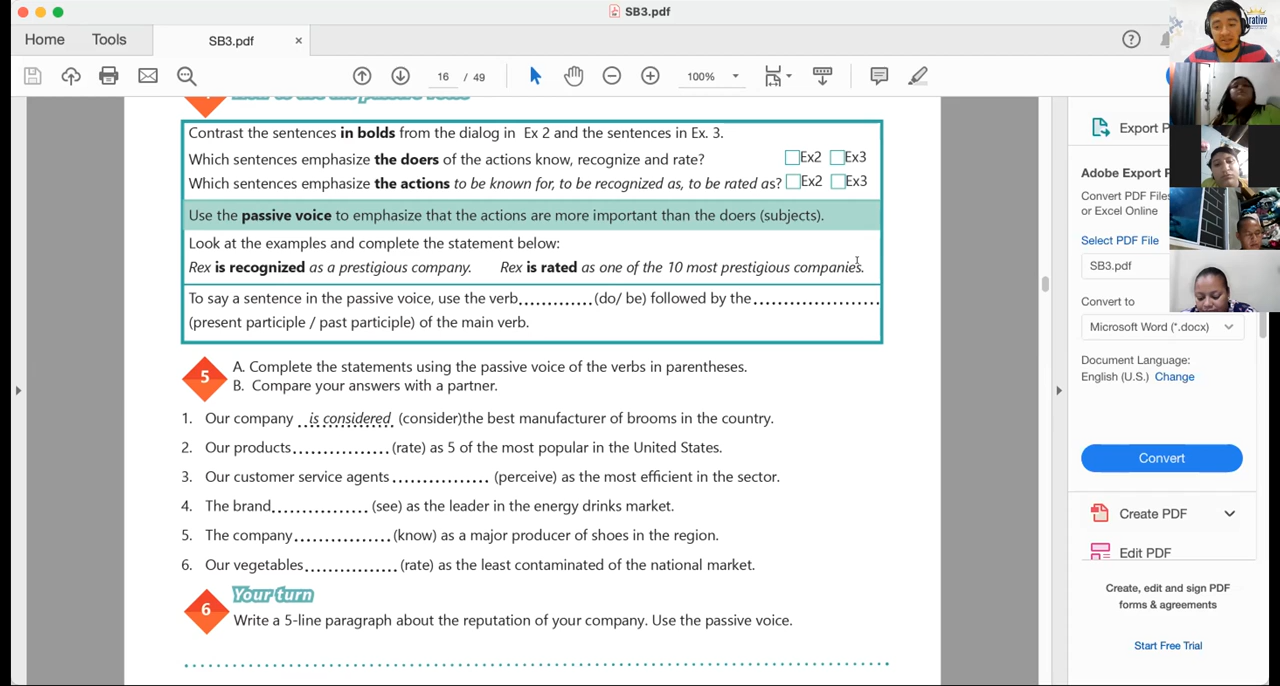 SB3.pdf
Home
Tools
SB3.pdf
×
16 / 49
100%
Contrast the sentences in bolds from the dialog in Ex 2 and the sentences in Ex. 3.
Which sentences emphasize the doers of the actions know, recognize and rate? Ex2 Ex3
Which sentences emphasize the actions to be known for, to be recognized as, to be rated as? Ex2 Ex3
Use the passive voice to emphasize that the actions are more important than the doers (subjects).
Look at the examples and complete the statement below:
Rex is recognized as a prestigious company. Rex is rated as one of the 10 most prestigious companies.
To say a sentence in the passive voice, use the verb.............(do/ be) followed by the ......................
(present participle / past participle) of the main verb.
5
A. Complete the statements using the passive voice of the verbs in parentheses.
B. Compare your answers with a partner.
1. Our company is considered (consider)the best manufacturer of brooms in the country.
2. Our products................(rate) as 5 of the most popular in the United States.
3. Our customer service agents ................ (perceive) as the most efficient in the sector.
4. The brand................ (see) as the leader in the energy drinks market.
5. The company................(know) as a major producer of shoes in the region.
6. Our vegetables................(rate) as the least contaminated of the national market.
6
Your turn
Write a 5-line paragraph about the reputation of your company. Use the passive voice.
Export P
Adobe Export P
Convert PDF Files
or Excel Online
Select PDF File
SB3.pdf
Convert to
Microsoft Word (*.docx)
Document Language:
English (U.S.) Change
Convert
Create PDF
Edit PDF
Create, edit and sign PDF
forms & agreements
Start Free Trial